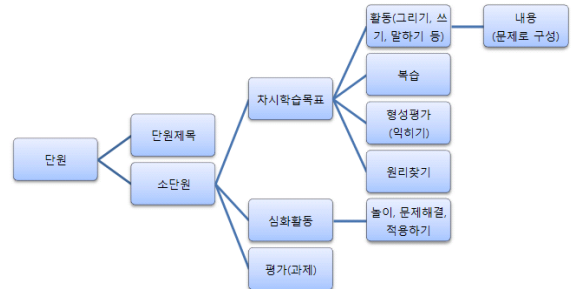 단원
단원제목
소단원
차시학습목표
활동(그리기, 쓰
기, 말하기 등)
내용
(문제로 구성)
복습
형성평가
(익히기)
원리찾기
심화활동
놀이, 문제해결,
적용하기
평가(과제)